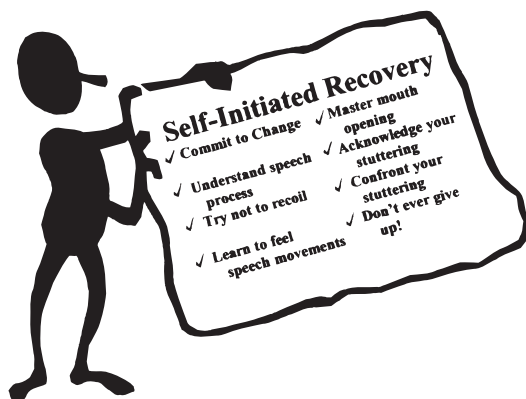 Self-Initiated Recovery
✓ Commit to Change
✓ Understand speech
process
✓ Try not to recoil
✓ Learn to feel
speech movements
✓ Master mouth
opening
✓ Acknowledge your
stuttering
✓ Confront your
stuttering
✓ Don't ever give
up!